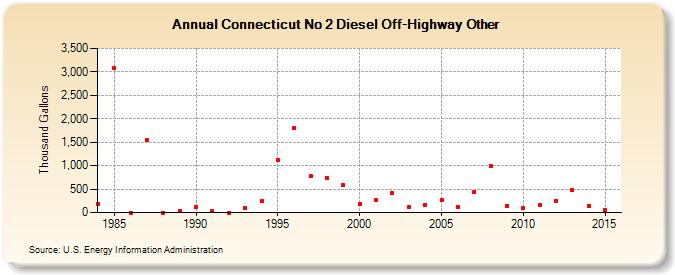 Annual Connecticut No 2 Diesel Off-Highway Other
Thousand Gallons
3,500
3,000
2,500
2,000
1,500
1,000
500
0
1985 1990 1995 2000 2005 2010 2015
Source: U.S. Energy Information Administration